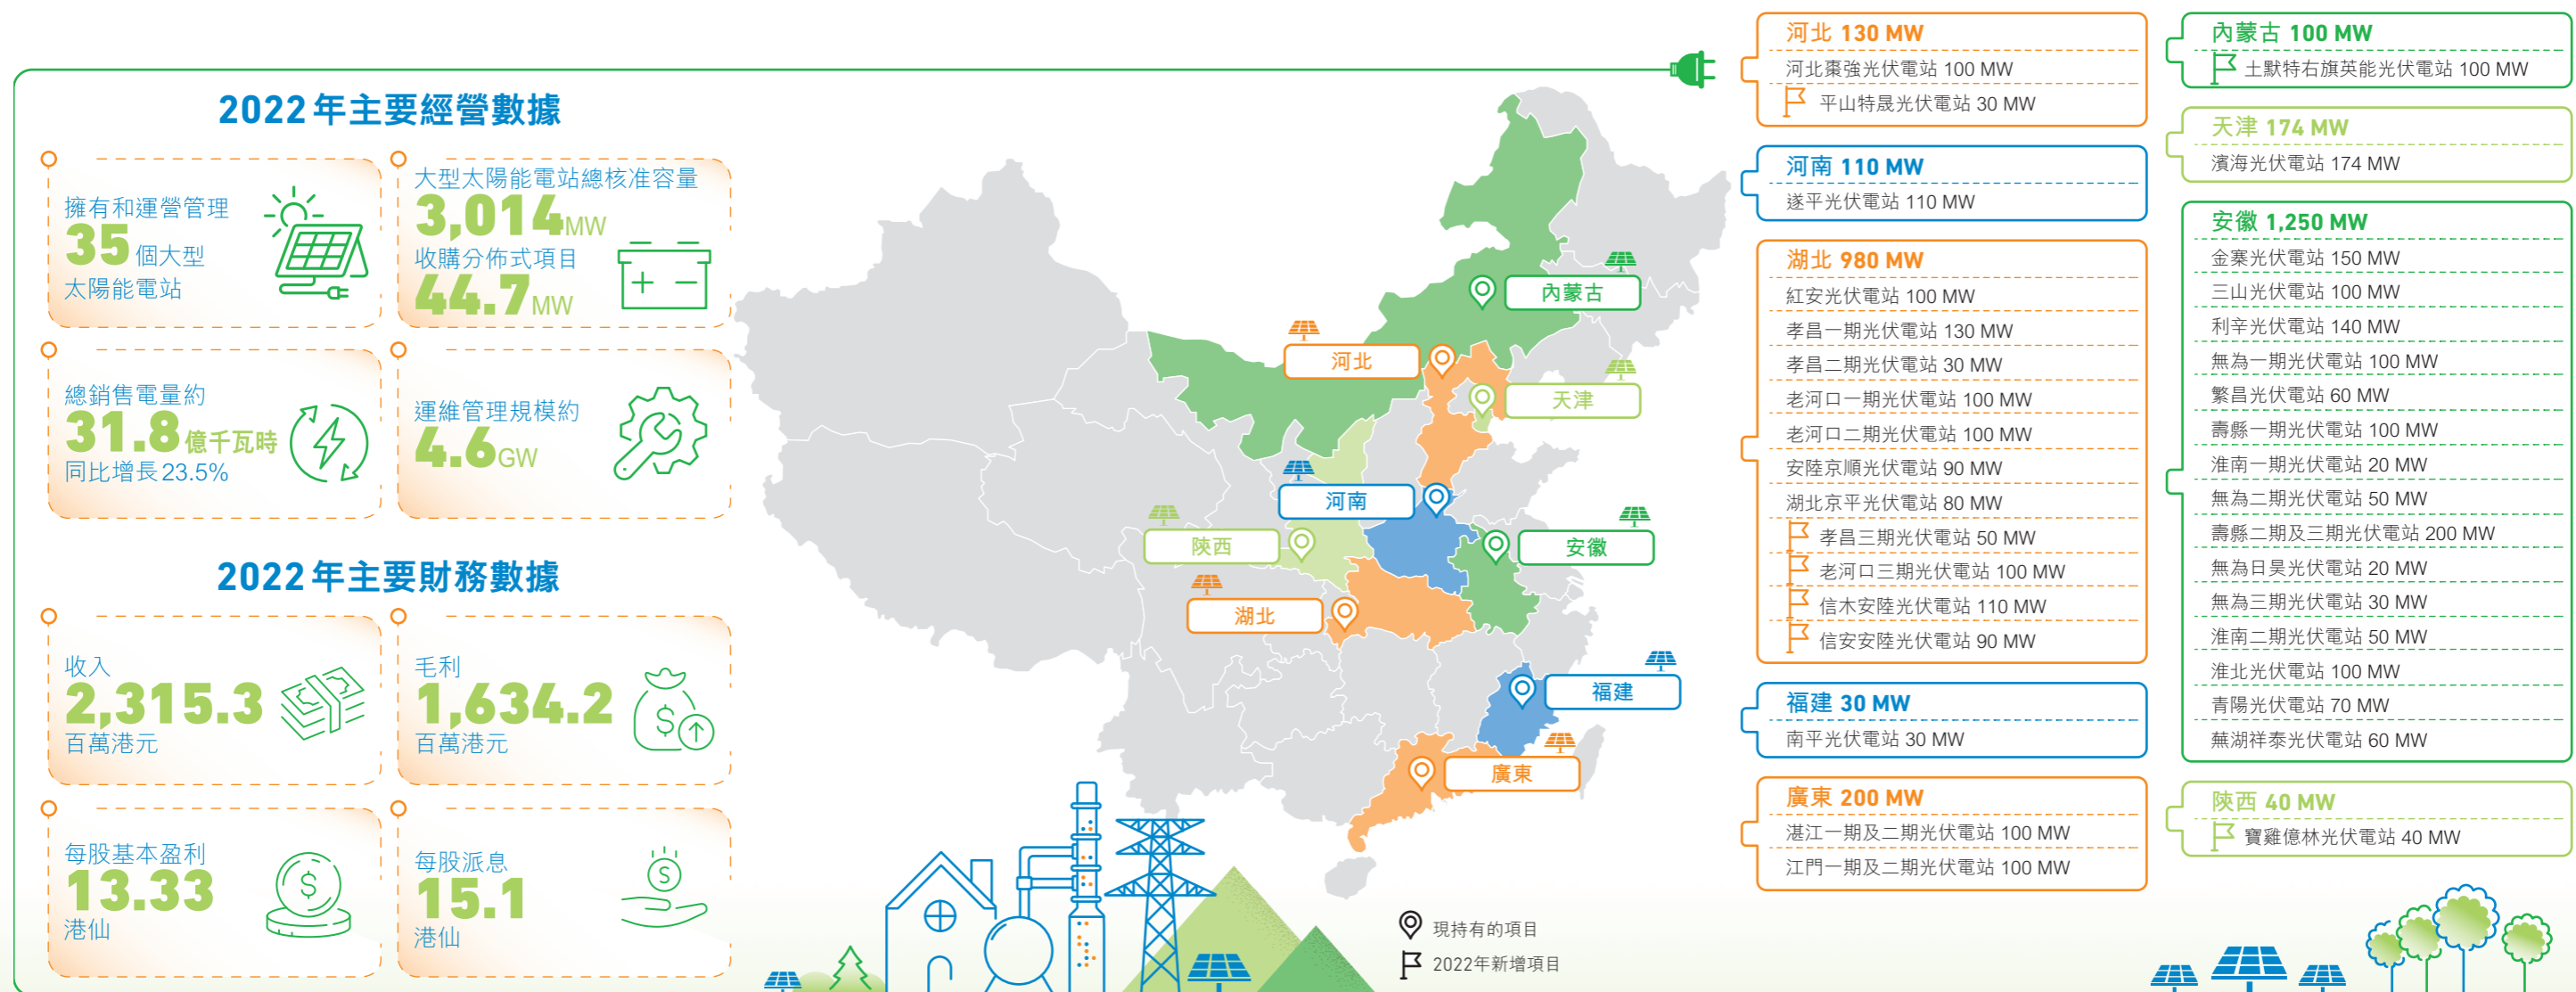 2022年主要經營數據
擁有和運營管理
35個大型
太陽能電站
大型太陽能電站總核准容量
3,014MW
收購分佈式項目
44.7MW
總銷售電量約
31.8億千瓦時
同比增長23.5%
運維管理規模約
4.6GW
2022年主要財務數據
收入
2,315.3
百萬港元
毛利
1,634.2
百萬港元
每股基本盈利
13.33
港仙
每股派息
15.1
港仙
內蒙古
河北
天津
河南
陝西
安徽
湖北
福建
廣東
現持有的項目
2022年新增項目
河北 130 MW
河北棗強光伏電站 100 MW
平山特晟光伏電站 30 MW
河南 110 MW
遂平光伏電站 110 MW
湖北 980 MW
紅安光伏電站 100 MW
孝昌一期光伏電站 130 MW
孝昌二期光伏電站 30 MW
老河口一期光伏電站 100 MW
老河口二期光伏電站 100 MW
安陸京順光伏電站 90 MW
湖北京平光伏電站 80 MW
孝昌三期光伏電站 50 MW
老河口三期光伏電站 100 MW
信木安陸光伏電站 110 MW
信安安陸光伏電站 90 MW
福建 30 MW
南平光伏電站 30 MW
廣東 200 MW
湛江一期及二期光伏電站 100 MW
江門一期及二期光伏電站 100 MW
內蒙古 100 MW
土默特右旗英能光伏電站 100 MW
天津 174 MW
濱海光伏電站 174 MW
安徽 1,250 MW
金寨光伏電站 150 MW
三山光伏電站 100 MW
利辛光伏電站 140 MW
無為一期光伏電站 100 MW
繁昌光伏電站 60 MW
壽縣一期光伏電站 100 MW
淮南一期光伏電站 20 MW
無為二期光伏電站 50 MW
壽縣二期及三期光伏電站 200 MW
無為日昊光伏電站 20 MW
無為三期光伏電站 30 MW
淮南二期光伏電站 50 MW
淮北光伏電站 100 MW
青陽光伏電站 70 MW
蕪湖祥泰光伏電站 60 MW
陝西 40 MW
寶雞億林光伏電站 40 MW